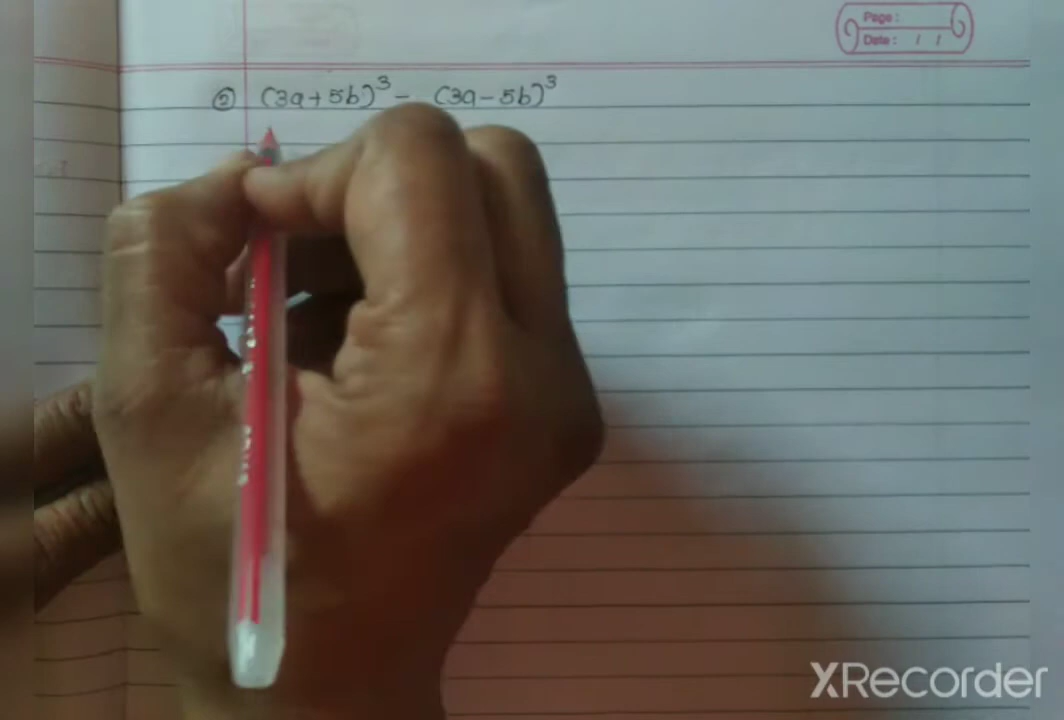 Page :
Date : / /
② (3a+5b)³ - (3a-5b)³
XRecorder